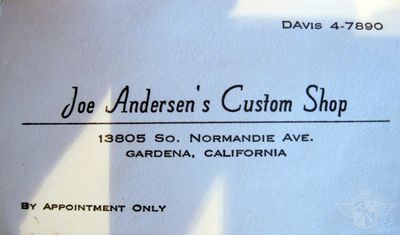 DAVIS 4-7890
Joe Andersen's Custom Shop
13805 So. Normandie Ave.
GARDENA, CALIFORNIA
By Appointment Only